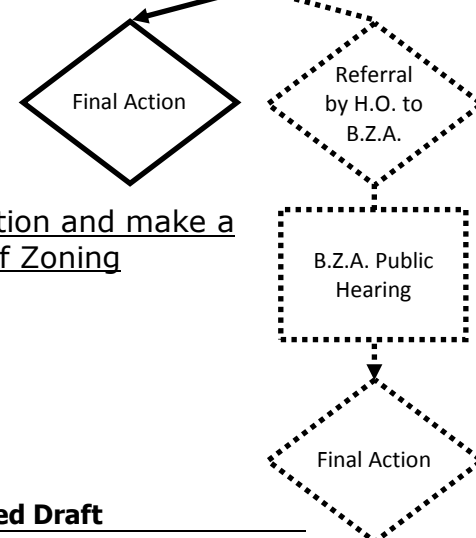 Final Action
Referral
by H.O. to
B.Z.A.
tion and make a
f Zoning
B.Z.A. Public
Hearing
Final Action
ed Draft